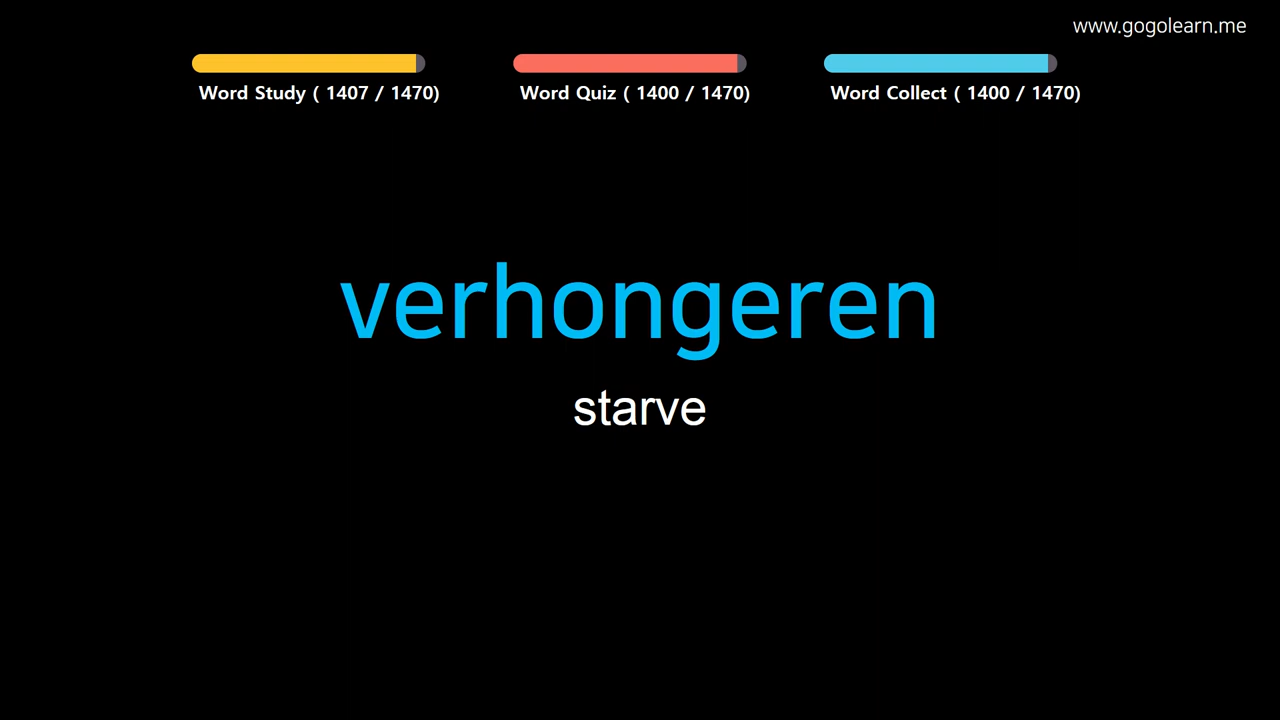 www.gogolearn.me
Word Study ( 1407 / 1470)
Word Quiz ( 1400 / 1470)
Word Collect ( 1400 / 1470)
verhongeren
starve